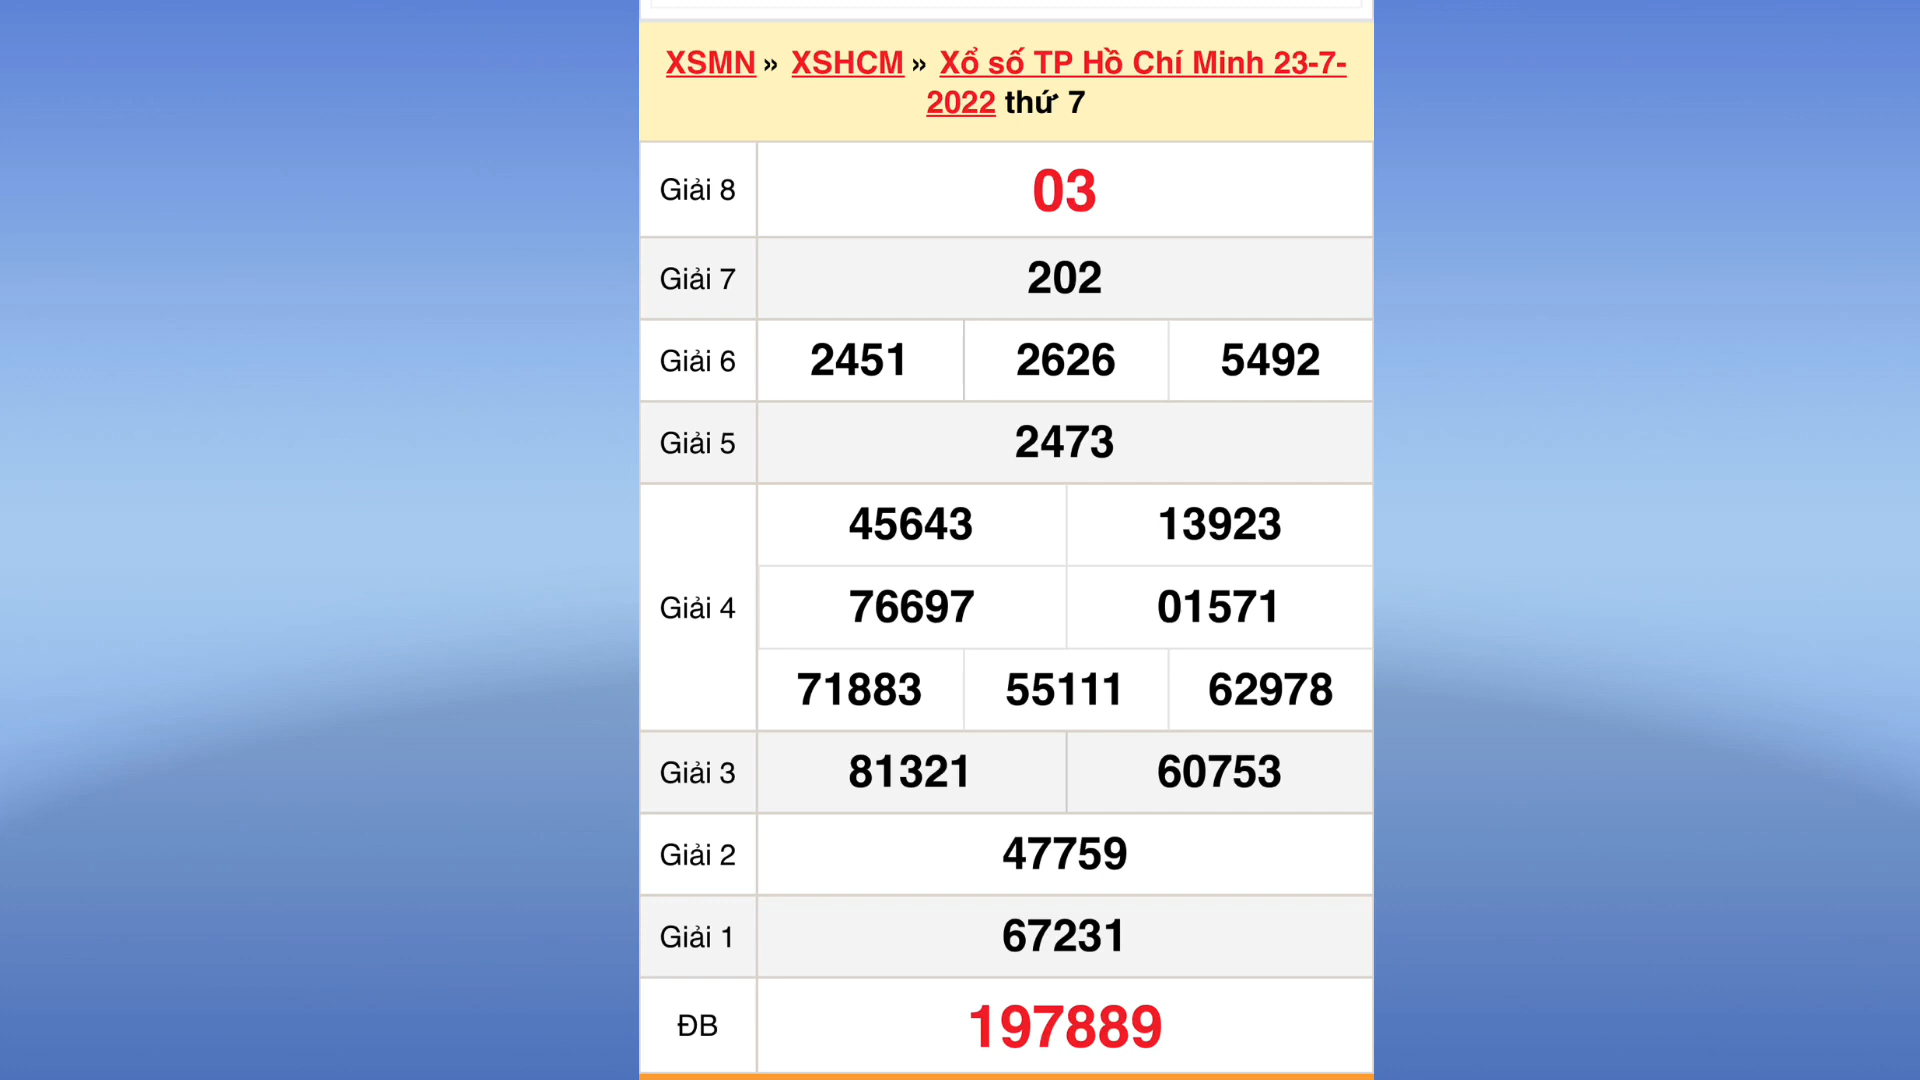 XSMN » XSHCM » Xổ số TP Hồ Chí Minh 23-7-
2022 thứ 7
Giải 8 03
Giải 7 202
Giải 6 2451 2626 5492
Giải 5 2473
Giải 4
45643 13923
76697 01571
71883 55111 62978
Giải 3 81321 60753
Giải 2 47759
Giải 1 67231
ĐB 197889